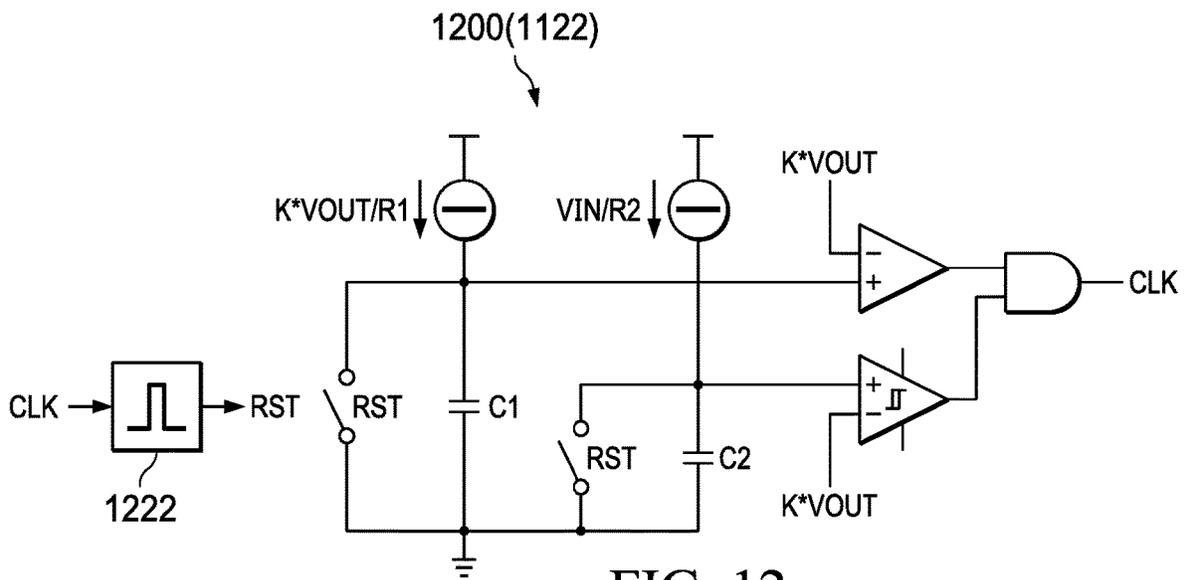 1200(1122)
K*VOUT/R1
VIN/R2
K*VOUT
-
+
CLK
CLK
RST
1222
RST
C1
RST
C2
+
-
K*VOUT
FIG. 12